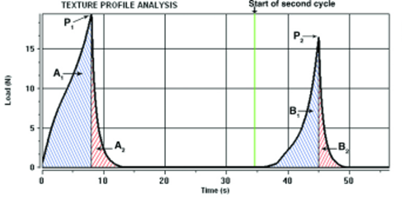 TEXTURE PROFILE ANALYSIS
Start of second cycle
P1
P2
A1
A2
B1
B2
Load (N)
15
10
5
0
0 10 20 30 40 50
Time (s)